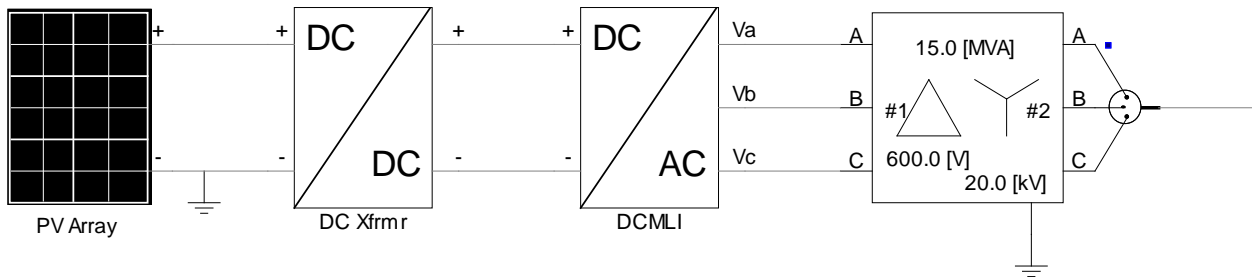 + + DC + + DC Va A 15.0 [MVA] A
Vb B #1 #2 B
- - DC - - AC Vc C 600.0 [V] C
20.0 [kV]
PV Array DC Xfrmr DCMLI